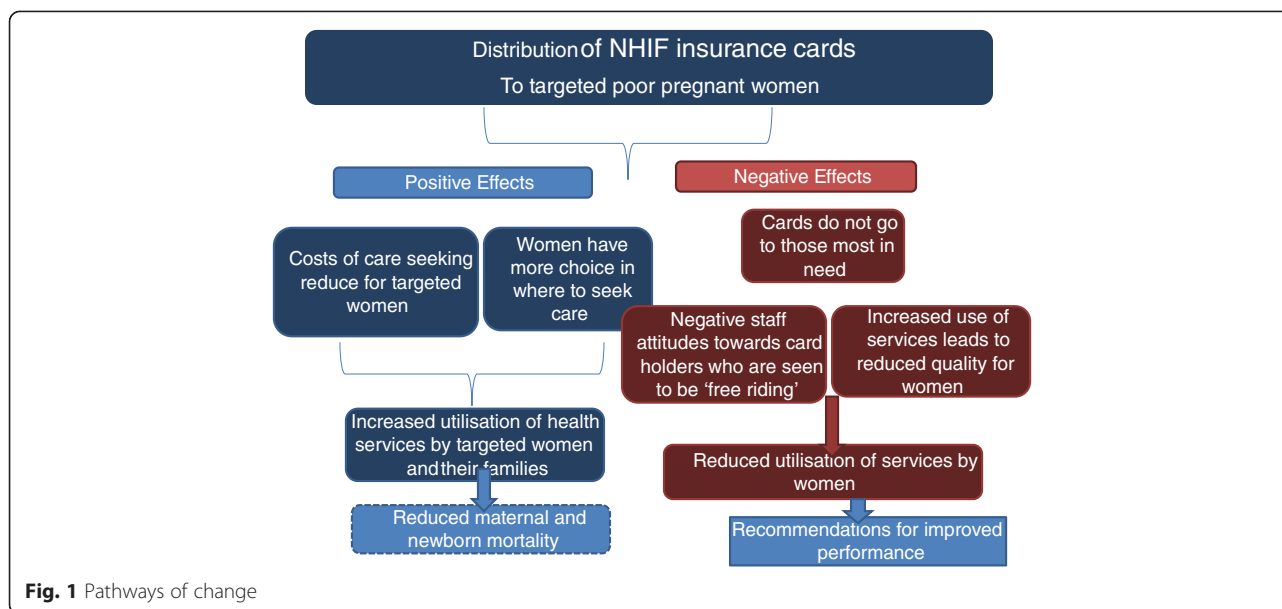 Distribution of NHIF insurance cards
To targeted poor pregnant women
Positive Effects
Negative Effects
Costs of care seeking
reduce for targeted
women
Women have
more choice in
where to seek
care
Cards do not go
to those most in
need
Negative staff
attitudes towards card
holders who are seen
to be ‘free riding’
Increased use of
services leads to
reduced quality for
women
Increased utilisation of health
services by targeted women
and their families
Reduced utilisation of services by
women
Reduced maternal and
newborn mortality
Recommendations for improved
performance
Fig. 1 Pathways of change